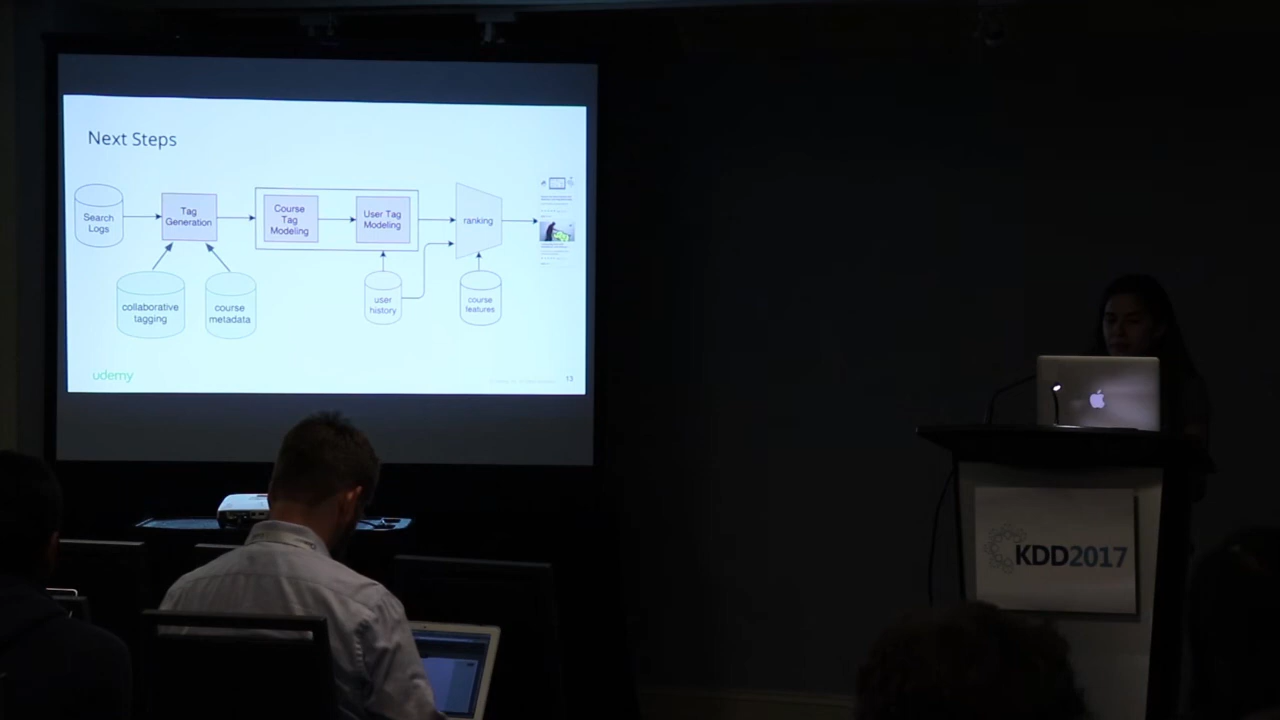 Next Steps
Search
Logs
Tag
Generation
Course
Tag
Modeling
User Tag
Modeling
ranking
collaborative
tagging
course
metadata
user
history
course
features
udemy
13
KDD2017